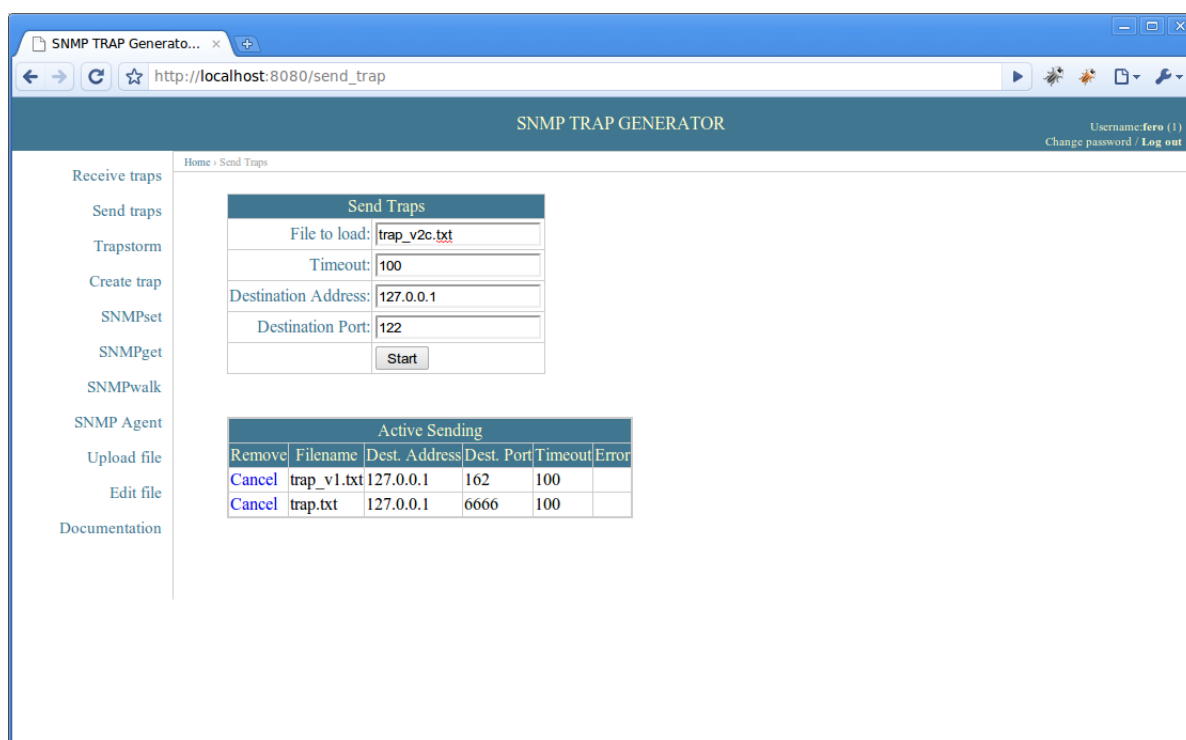 SNMP TRAP Generato...
http://localhost:8080/send_trap
SNMP TRAP GENERATOR
Username:fero (1)
Change password / Log out
Home › Send Traps
Receive traps
Send traps
Trapstorm
Create trap
SNMPset
SNMPget
SNMPwalk
SNMP Agent
Upload file
Edit file
Documentation
Send Traps
File to load: trap_v2c.txt
Timeout: 100
Destination Address: 127.0.0.1
Destination Port: 122
Start
Active Sending
Remove Filename Dest. Address Dest. Port Timeout Error
Cancel trap_v1.txt 127.0.0.1 162 100
Cancel trap.txt 127.0.0.1 6666 100